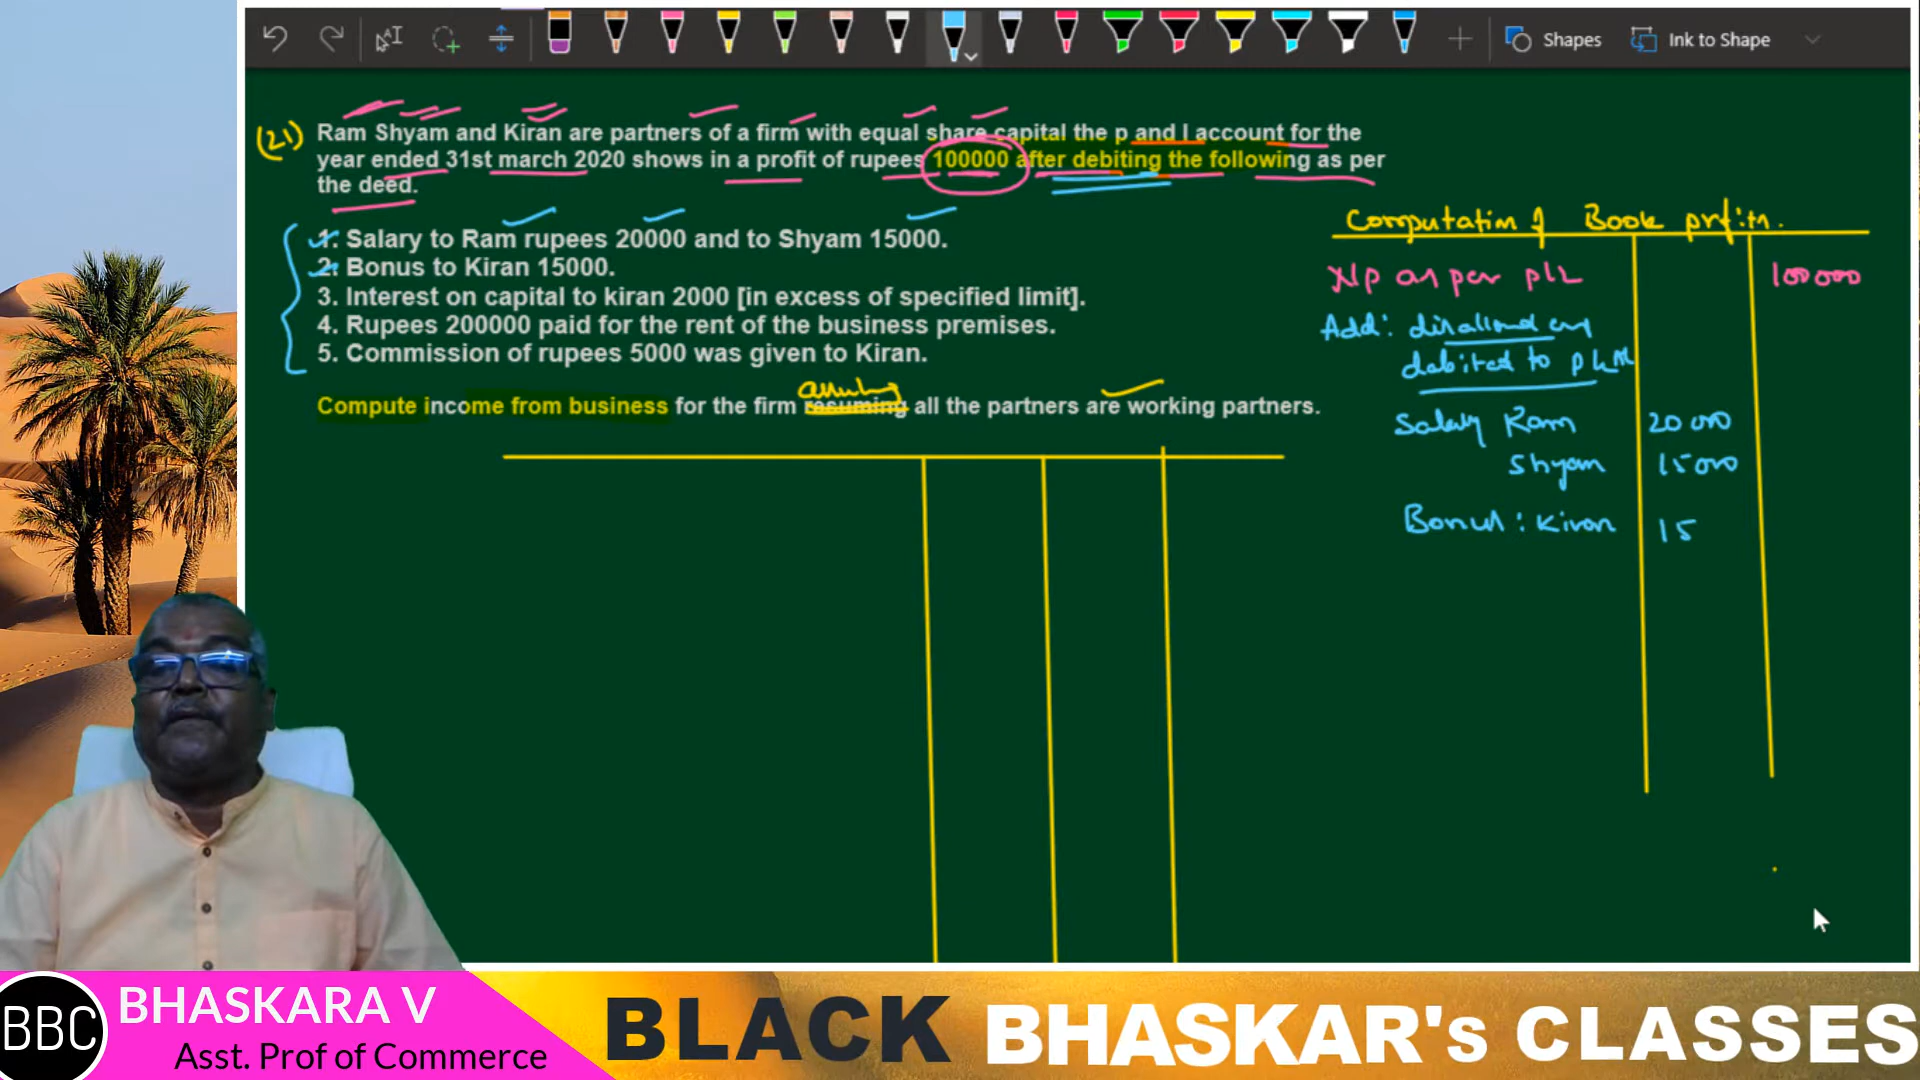 Shapes
Ink to Shape
(21) Ram Shyam and Kiran are partners of a firm with equal share capital the p and l account for the
year ended 31st march 2020 shows in a profit of rupees 100000 after debiting the following as per
the deed.
1. Salary to Ram rupees 20000 and to Shyam 15000.
2. Bonus to Kiran 15000.
3. Interest on capital to kiran 2000 [in excess of specified limit].
4. Rupees 200000 paid for the rent of the business premises.
5. Commission of rupees 5000 was given to Kiran.
Compute income from business for the firm resuming all the partners are working partners.
Computation of Book profits.
Np as per p/L 100000
Add: disallowed exp
debited to
Salary Ram 20000
Shyam 15000
Bonus : Kiran 15
BBC
BHASKARA V
Asst. Prof of Commerce
BLACK BHASKAR's CLASSES